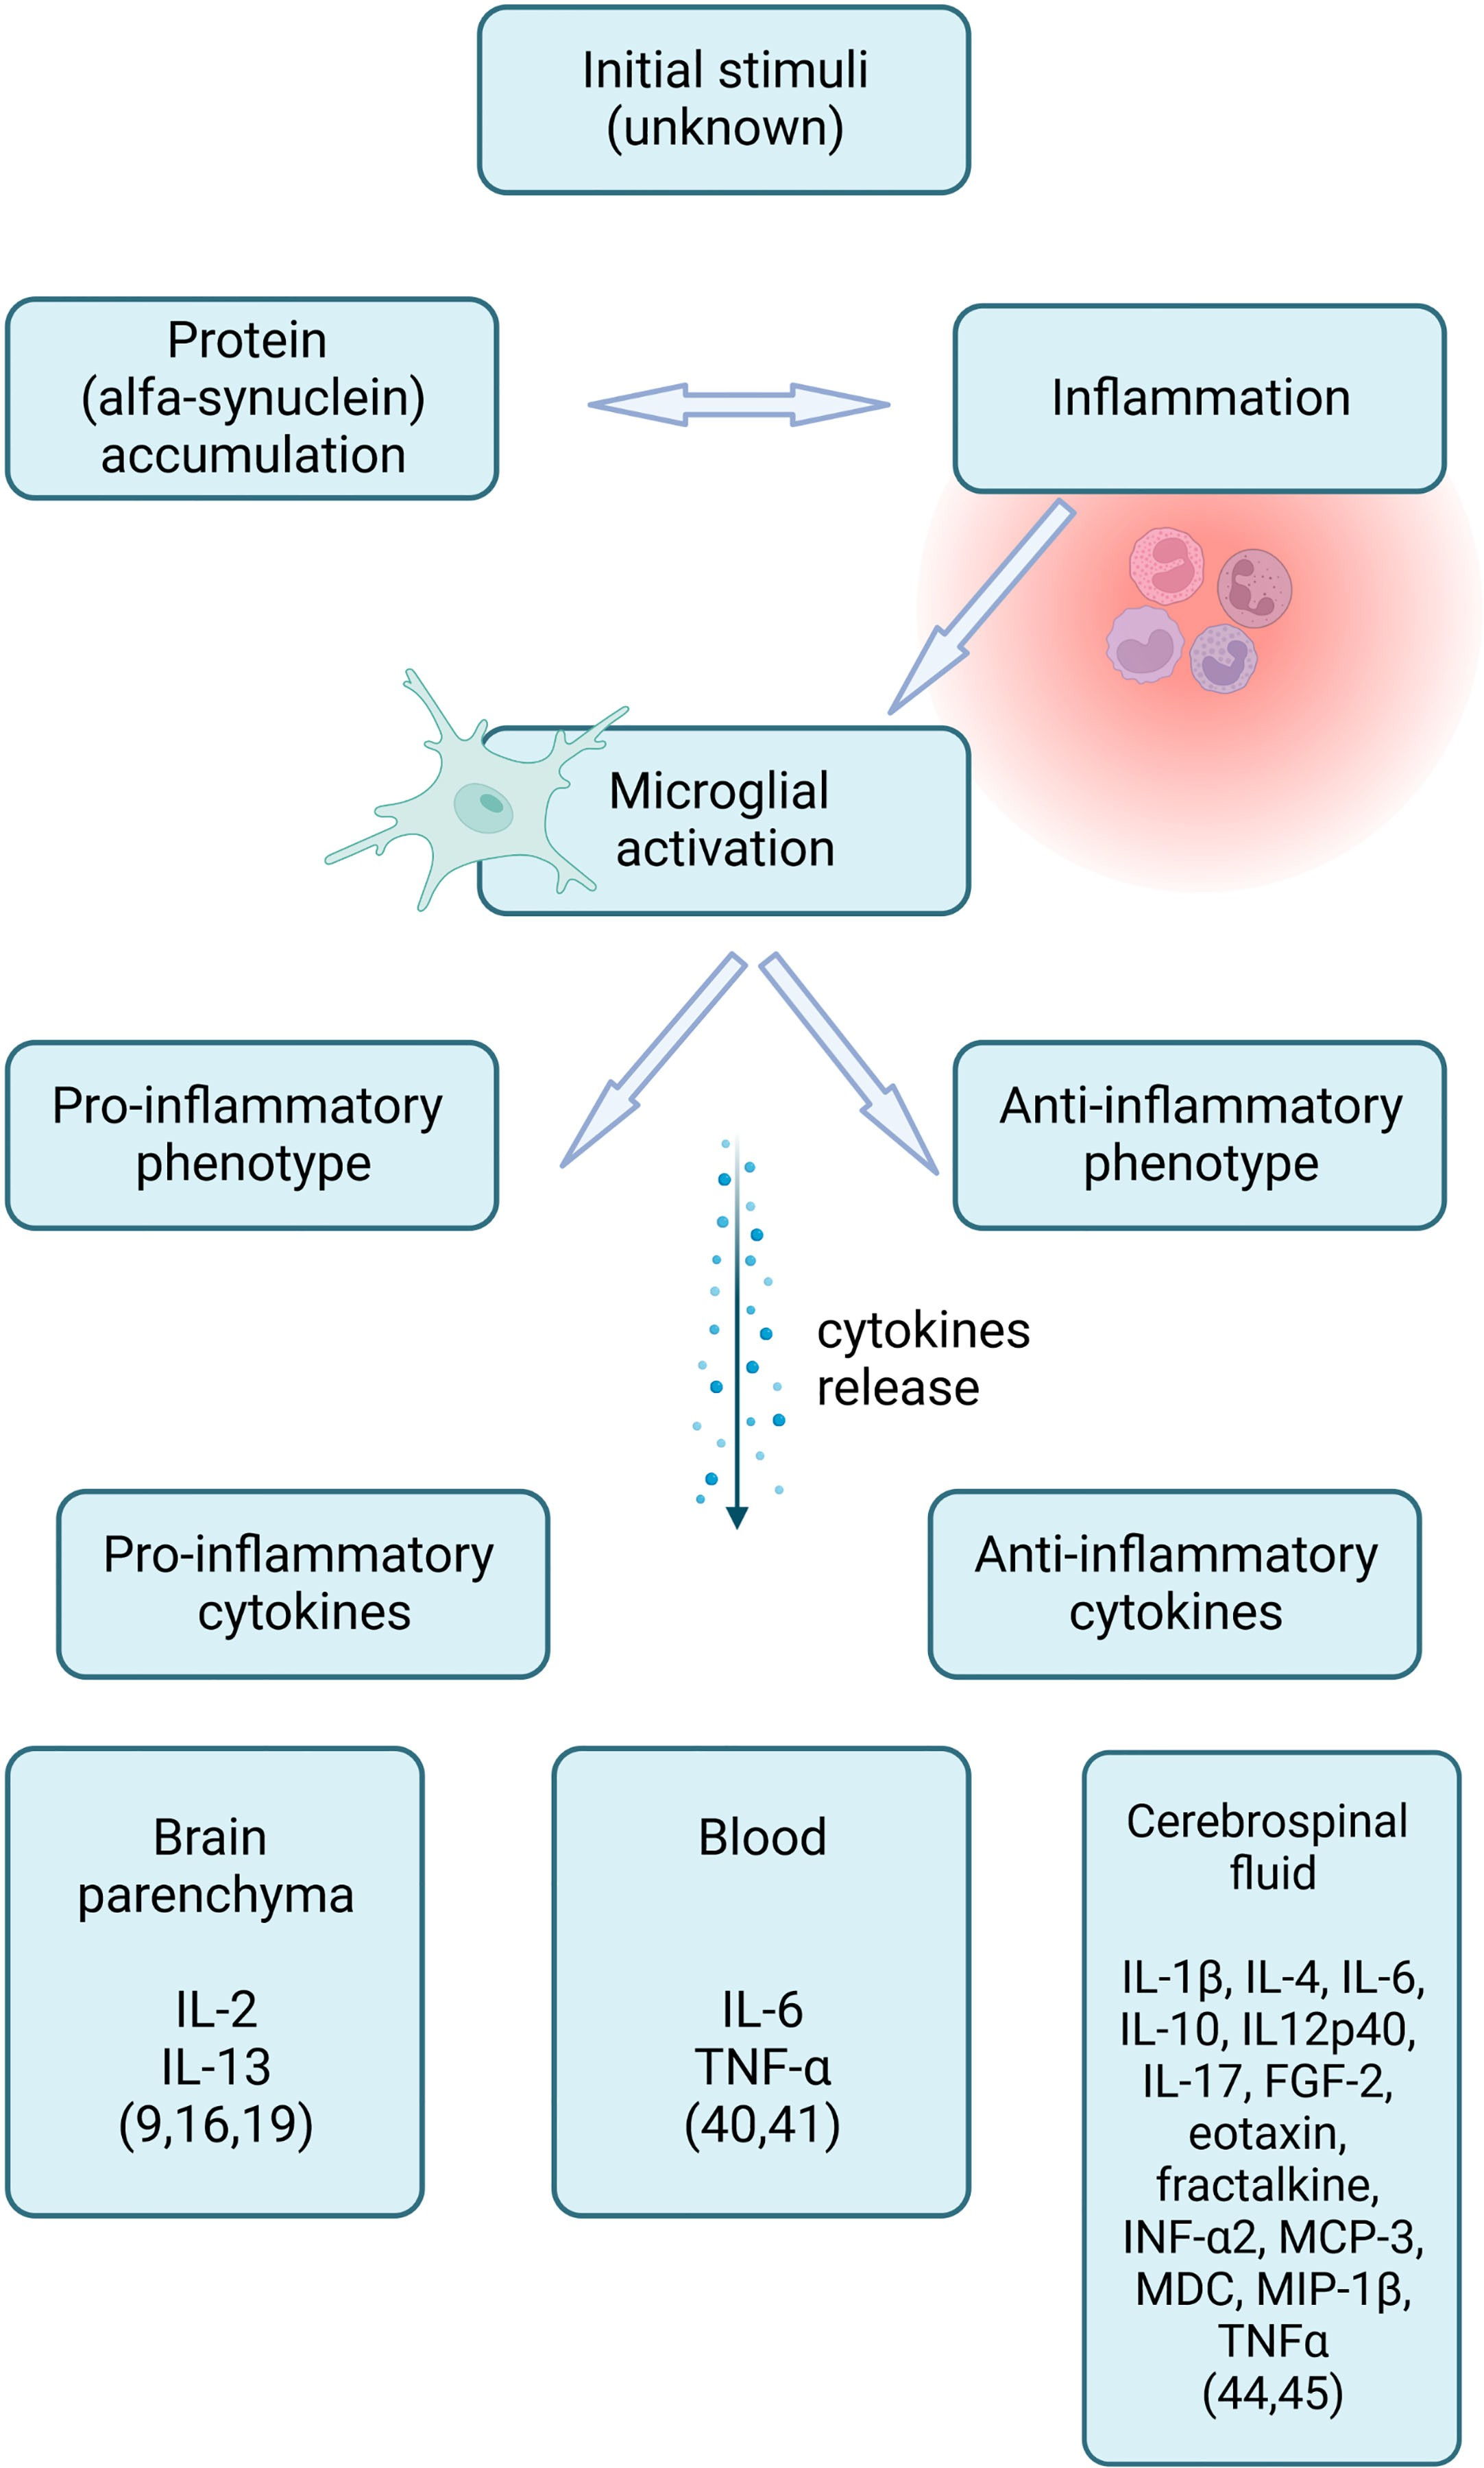 Initial stimuli
(unknown)
Protein
(alfa-synuclein)
accumulation
Inflammation
Microglial
activation
Pro-inflammatory
phenotype
Anti-inflammatory
phenotype
cytokines
release
Pro-inflammatory
cytokines
Anti-inflammatory
cytokines
Brain
parenchyma
IL-2
IL-13
(9,16,19)
Blood
IL-6
TNF-α
(40,41)
Cerebrospinal
fluid
IL-1β, IL-4, IL-6,
IL-10, IL12p40,
IL-17, FGF-2,
eotaxin,
fractalkine,
INF-α2, MCP-3,
MDC, MIP-1β,
TNFα
(44,45)